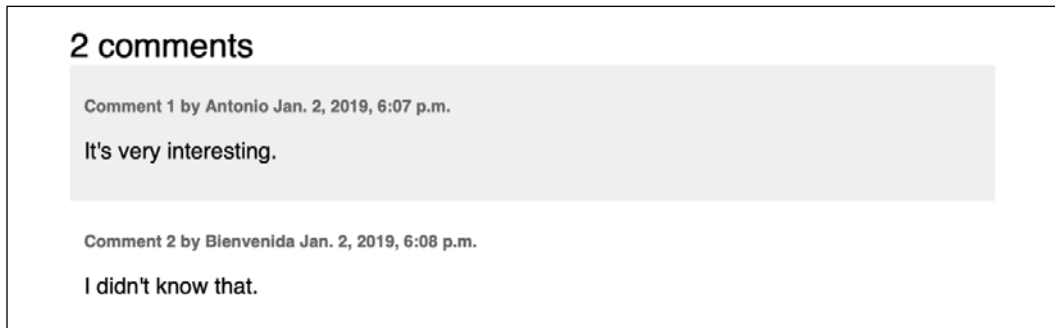 2 comments
Comment 1 by Antonio Jan. 2, 2019, 6:07 p.m.
It's very interesting.
Comment 2 by Bienvenida Jan. 2, 2019, 6:08 p.m.
I didn't know that.